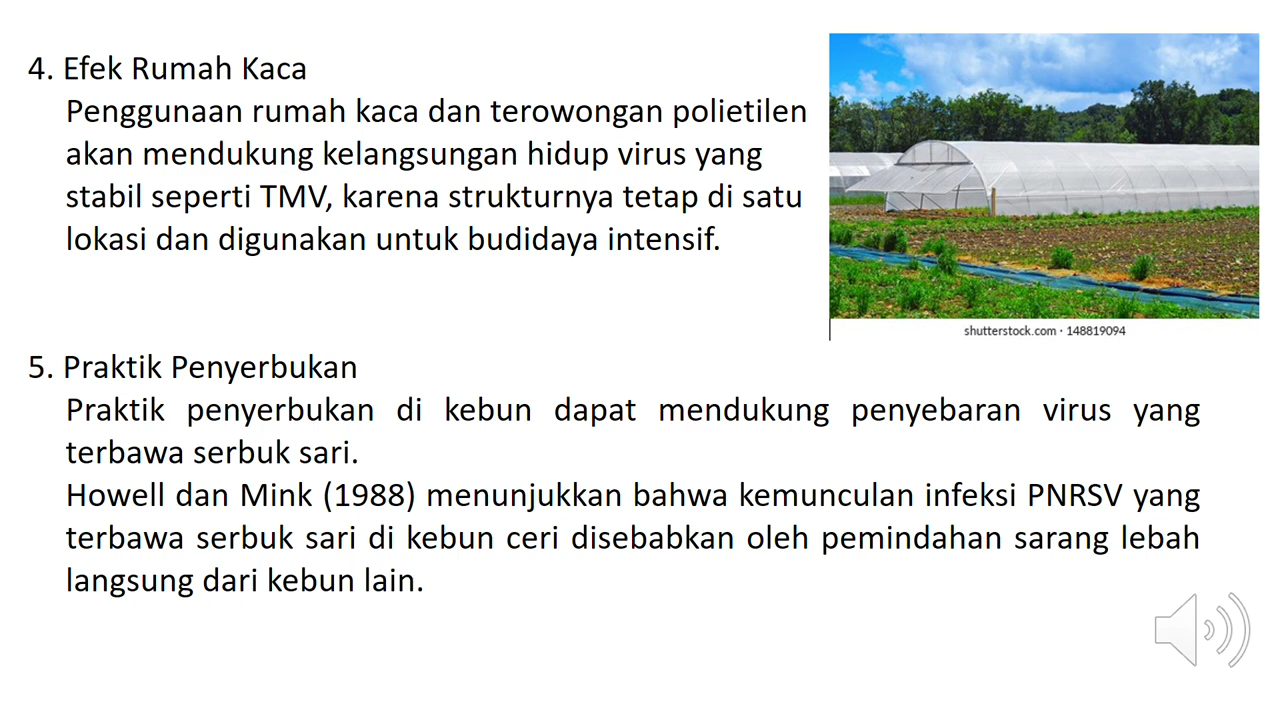 4. Efek Rumah Kaca
Penggunaan rumah kaca dan terowongan polietilen
akan mendukung kelangsungan hidup virus yang
stabil seperti TMV, karena strukturnya tetap di satu
lokasi dan digunakan untuk budidaya intensif.
shutterstock.com · 148819094
5. Praktik Penyerbukan
Praktik penyerbukan di kebun dapat mendukung penyebaran virus yang
terbawa serbuk sari.
Howell dan Mink (1988) menunjukkan bahwa kemunculan infeksi PNRSV yang
terbawa serbuk sari di kebun ceri disebabkan oleh pemindahan sarang lebah
langsung dari kebun lain.